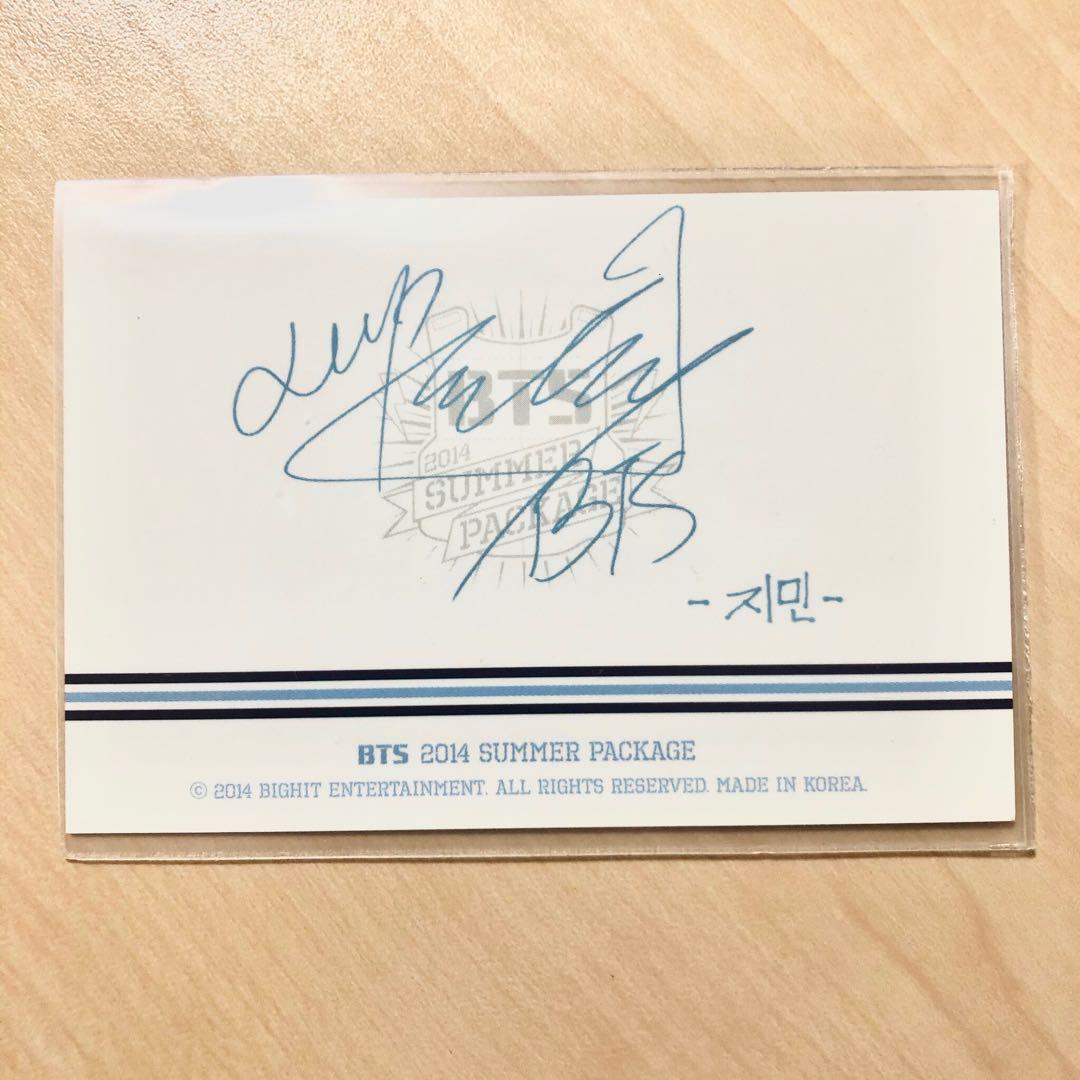 BTS
2014
SUMMER
PACKAGE
BTS
- 지민 -
BTS 2014 SUMMER PACKAGE
© 2014 BIGHIT ENTERTAINMENT. ALL RIGHTS RESERVED. MADE IN KOREA.